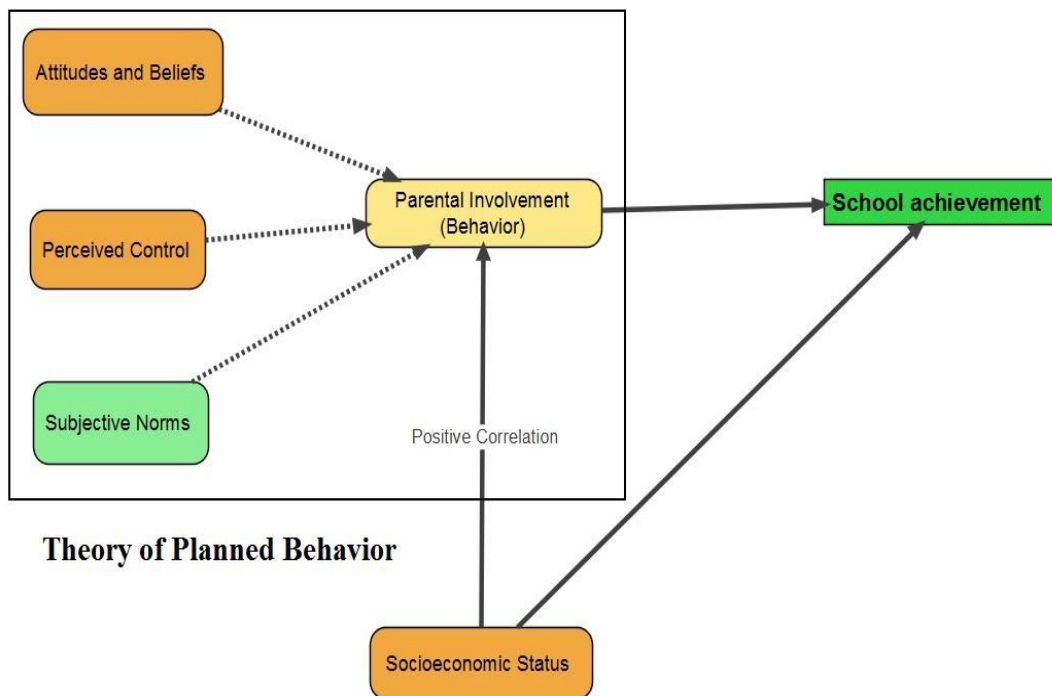 Attitudes and Beliefs
Parental Involvement
(Behavior)
School achievement
Perceived Control
Subjective Norms
Positive Correlation
Theory of Planned Behavior
Socioeconomic Status